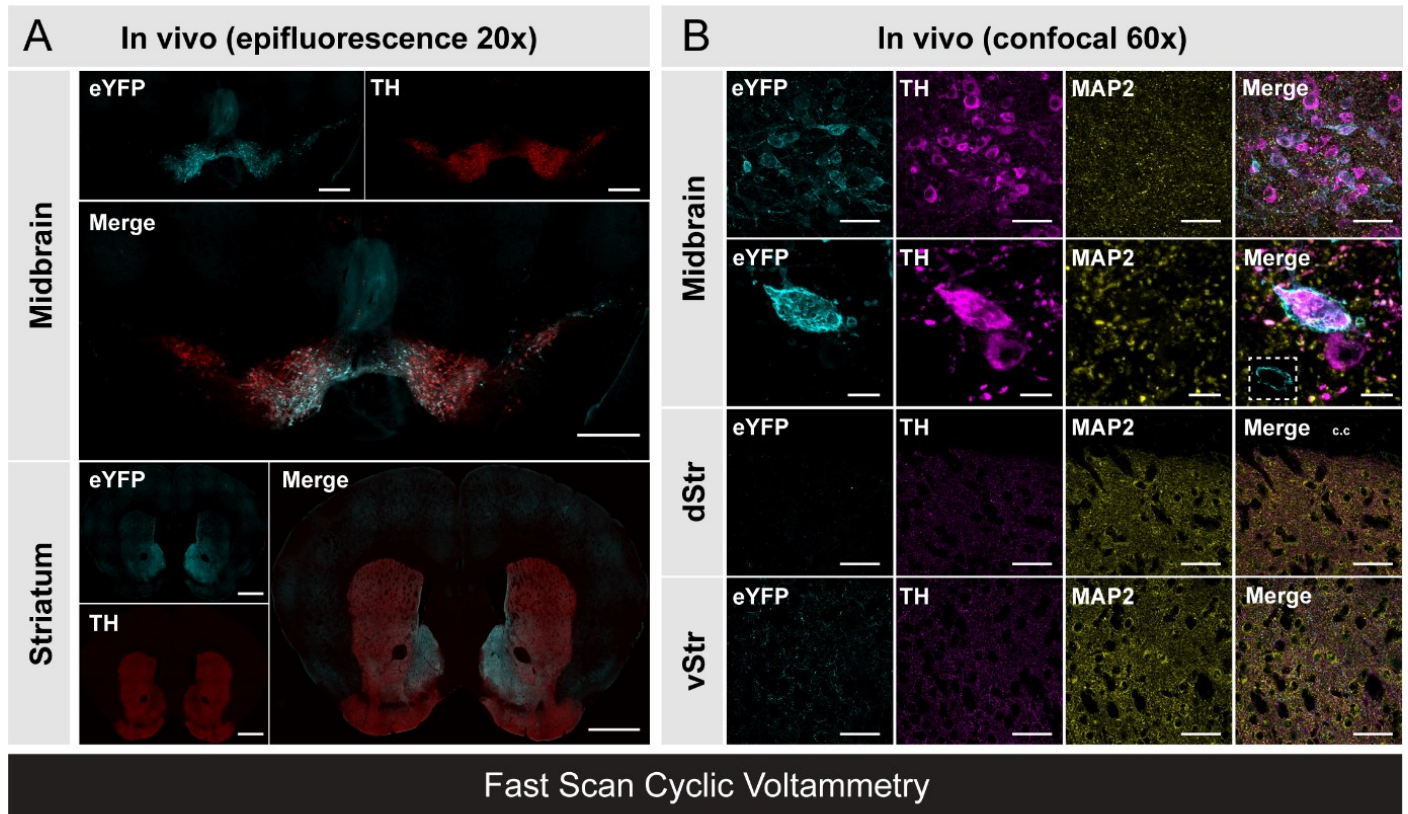 A In vivo (epifluorescence 20x)
Midbrain
eYFP
TH
Merge
Striatum
eYFP
Merge
TH
B In vivo (confocal 60x)
Midbrain
eYFP TH MAP2 Merge
eYFP TH MAP2 Merge
dStr
eYFP TH MAP2 Merge c.c
vStr
eYFP TH MAP2 Merge
Fast Scan Cyclic Voltammetry